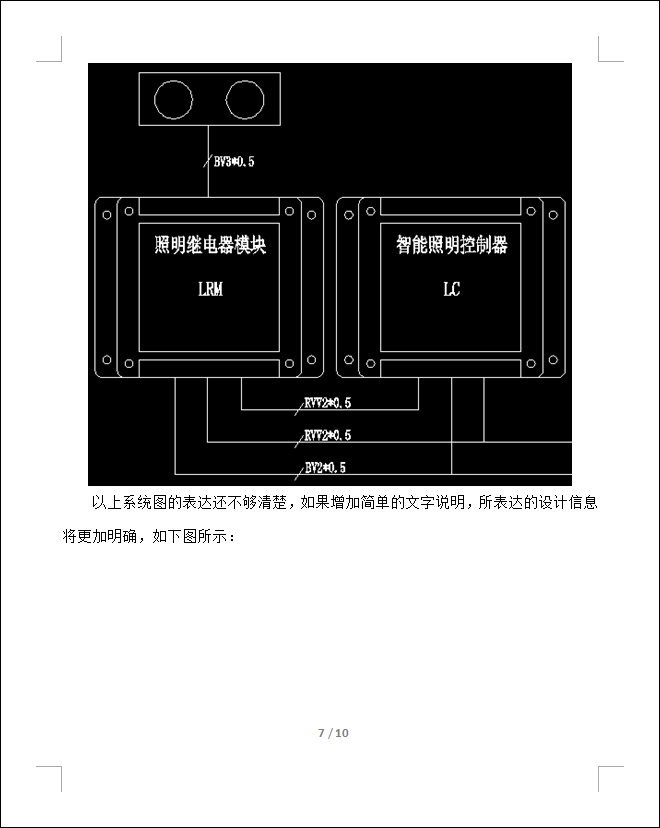 BV3*0.5
照明继电器模块
LRM
智能照明控制器
LC
RVV2*0.5
RVV2*0.5
BV2*0.5
以上系统图的表达还不够清楚，如果增加简单的文字说明，所表达的设计信息
将更加明确，如下图所示：
7 / 10